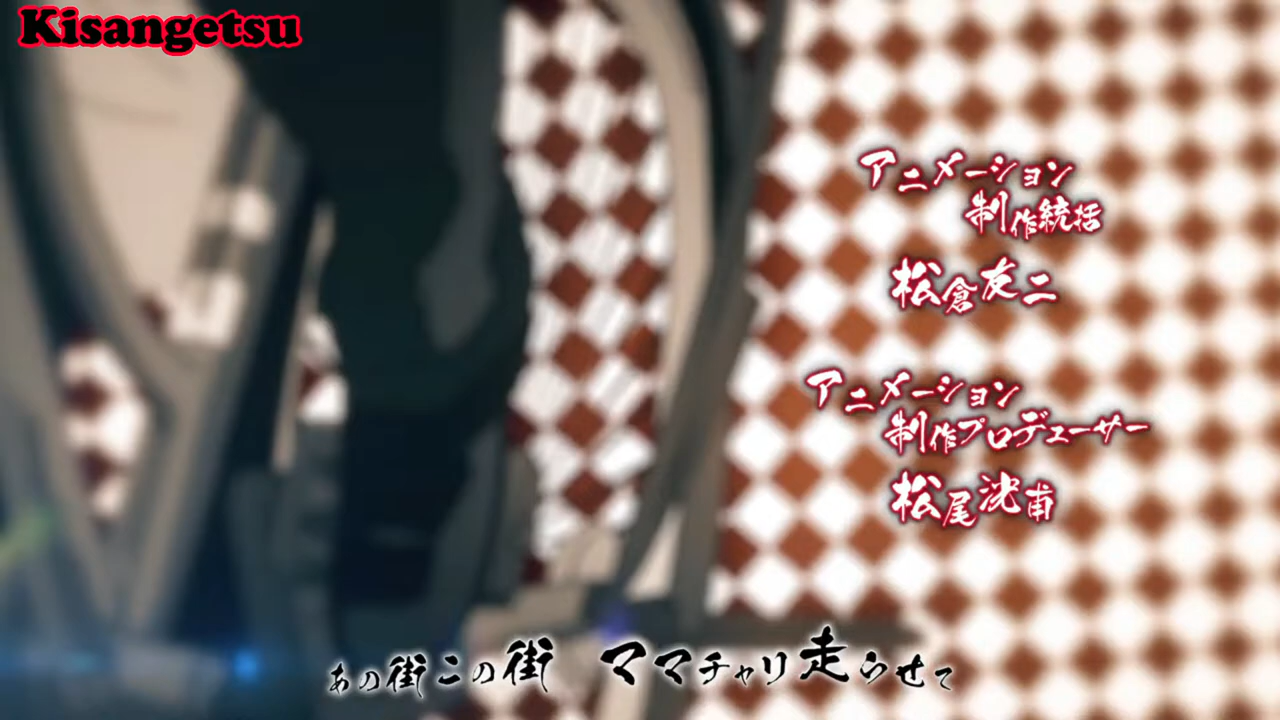 Kisangetsu
アニメーション
制作統括
松倉友二
アニメーション
制作プロデューサー
松尾洸甫
あの街この街　ママチャリ走らせて